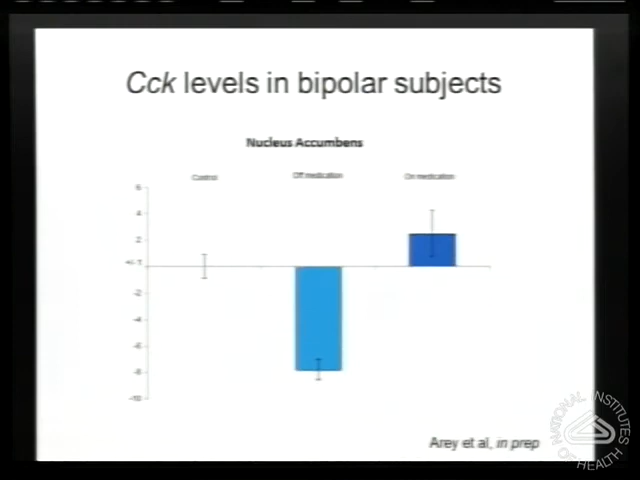 Cck levels in bipolar subjects
Nucleus Accumbens
Control
Off medication
On medication
6
4
2
+/- 1
-2
-4
-6
-8
-10
Arey et al, in prep
NATIONAL INSTITUTES
OF HEALTH